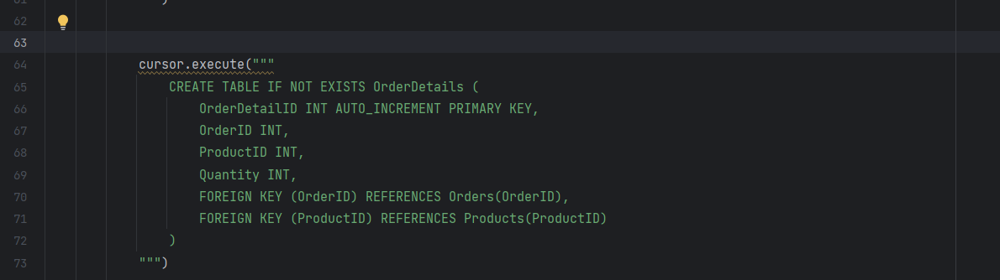 61 )
62
63
64 cursor.execute("""
65 CREATE TABLE IF NOT EXISTS OrderDetails (
66 OrderDetailID INT AUTO_INCREMENT PRIMARY KEY,
67 OrderID INT,
68 ProductID INT,
69 Quantity INT,
70 FOREIGN KEY (OrderID) REFERENCES Orders(OrderID),
71 FOREIGN KEY (ProductID) REFERENCES Products(ProductID)
72 )
73 """)